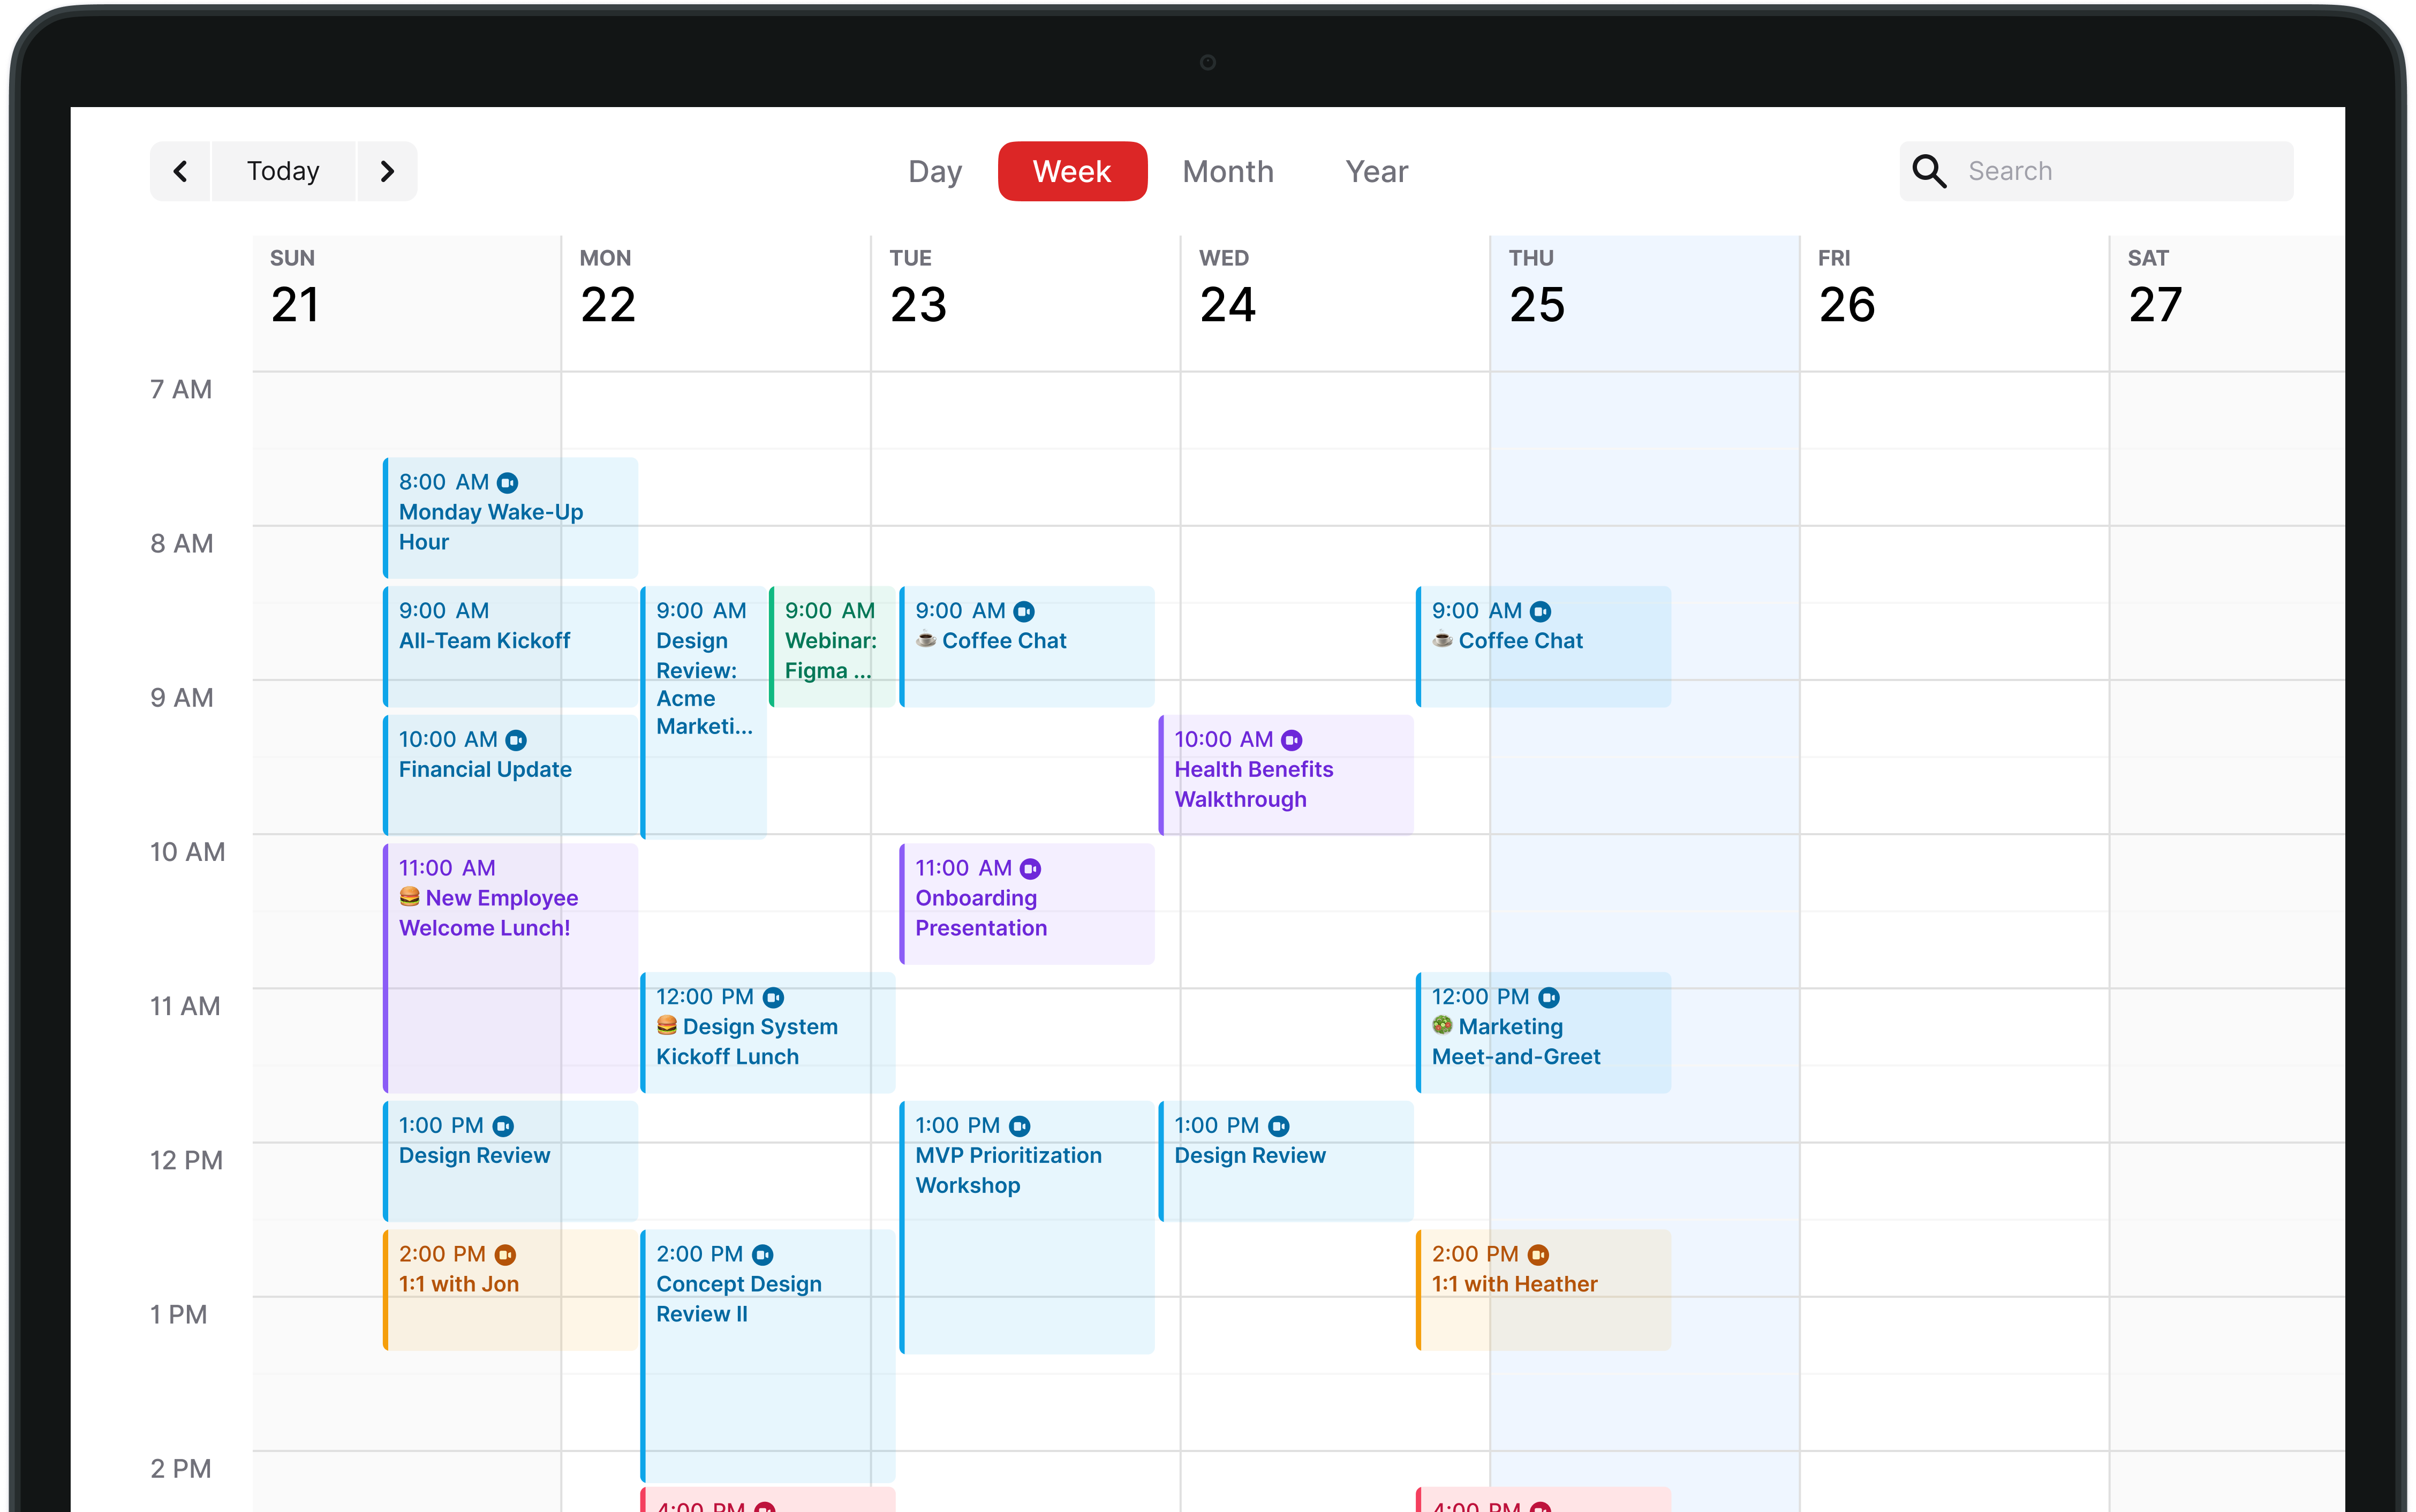 Today
Day Week Month Year
Search
SUN MON TUE WED THU FRI SAT
21 22 23 24 25 26 27
7 AM
8 AM
9 AM
10 AM
11 AM
12 PM
1 PM
2 PM
8:00 AM
Monday Wake-Up
Hour
9:00 AM
All-Team Kickoff
10:00 AM
Financial Update
11:00 AM
🍔 New Employee
Welcome Lunch!
1:00 PM
Design Review
2:00 PM
1:1 with Jon
9:00 AM
Design
Review:
Acme
Marketi...
9:00 AM
Webinar:
Figma ...
12:00 PM
🍔 Design System
Kickoff Lunch
2:00 PM
Concept Design
Review II
4:00 PM
9:00 AM
☕ Coffee Chat
11:00 AM
Onboarding
Presentation
1:00 PM
MVP Prioritization
Workshop
10:00 AM
Health Benefits
Walkthrough
1:00 PM
Design Review
9:00 AM
☕ Coffee Chat
12:00 PM
🥗 Marketing
Meet-and-Greet
2:00 PM
1:1 with Heather
4:00 PM